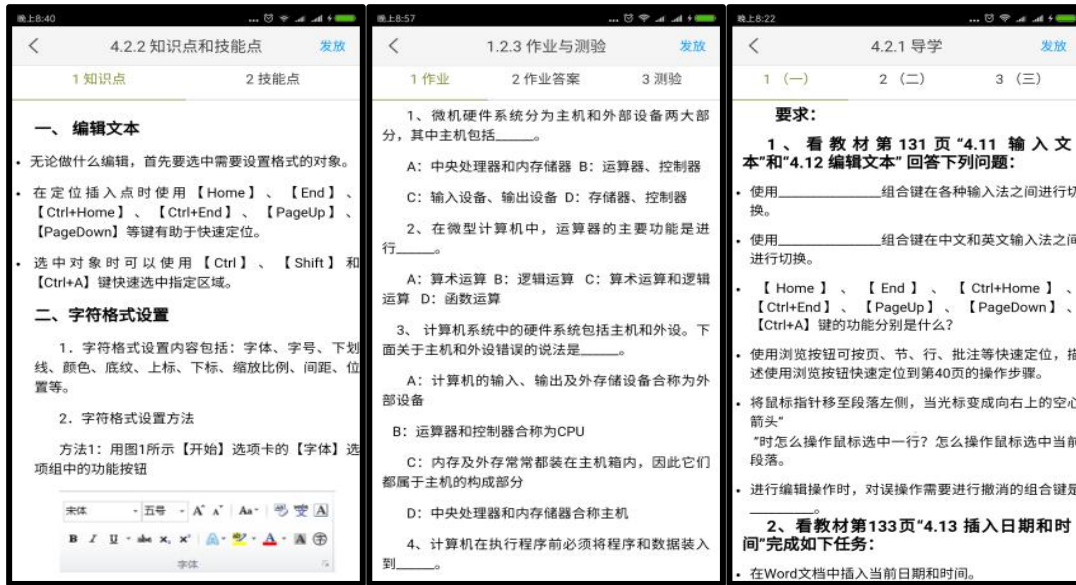 晚上8:40
4.2.2 知识点和技能点
发放
1 知识点
2 技能点
一、 编辑文本
• 无论做什么编辑，首先要选中需要设置格式的对象。
• 在定位插入点时使用【Home】、【End】、
【Ctrl+Home】、【Ctrl+End】、【PageUp】、
【PageDown】等键有助于快速定位。
• 选中对象时可以使用【Ctrl】、【Shift】和
【Ctrl+A】键快速选中指定区域。
二、字符格式设置
1．字符格式设置内容包括：字体、字号、下划
线、颜色、底纹、上标、下标、缩放比例、间距、位
置等。
2．字符格式设置方法
方法1：用图1所示【开始】选项卡的【字体】选
项组中的功能按钮
宋体
五号
A A Aa
B I U abc x₂ x²
字体
晚上8:57
1.2.3 作业与测验
发放
1 作业
2 作业答案
3 测验
1、微机硬件系统分为主机和外部设备两大部
分，其中主机包括_____。
A：中央处理器和内存储器 B：运算器、控制器
C：输入设备、输出设备 D：存储器、控制器
2、在微型计算机中，运算器的主要功能是进
行_____。
A：算术运算 B：逻辑运算 C：算术运算和逻辑
运算 D：函数运算
3、 计算机系统中的硬件系统包括主机和外设。下
面关于主机和外设错误的说法是_____。
A：计算机的输入、输出及外存储设备合称为外
部设备
B：运算器和控制器合称为CPU
C：内存及外存常常都装在主机箱内，因此它们
都属于主机的构成部分
D：中央处理器和内存储器合称主机
4、计算机在执行程序前必须将程序和数据装入
到_____。
晚上8:22
4.2.1 导学
发放
1 （一）
2 （二）
3 （三）
要求：
1、看教材第131页“4.11 输入文
本”和“4.12 编辑文本” 回答下列问题：
• 使用___________组合键在各种输入法之间进行切
换。
• 使用___________组合键在中文和英文输入法之间
进行切换。
• 【Home】、【End】、【Ctrl+Home】、
【Ctrl+End】、【PageUp】、【PageDown】、
【Ctrl+A】键的功能分别是什么？
• 使用浏览按钮可按页、节、行、批注等快速定位，描
述使用浏览按钮快速定位到第40页的操作步骤。
• 将鼠标指针移至段落左侧，当光标变成向右上的空心
箭头”
”时怎么操作鼠标选中一行？怎么操作鼠标选中当前
段落。
• 进行编辑操作时，对误操作需要进行撤消的组合键是
_______。
2、看教材第133页“4.13 插入日期和时
间”完成如下任务：
• 在Word文档中插入当前日期和时间。